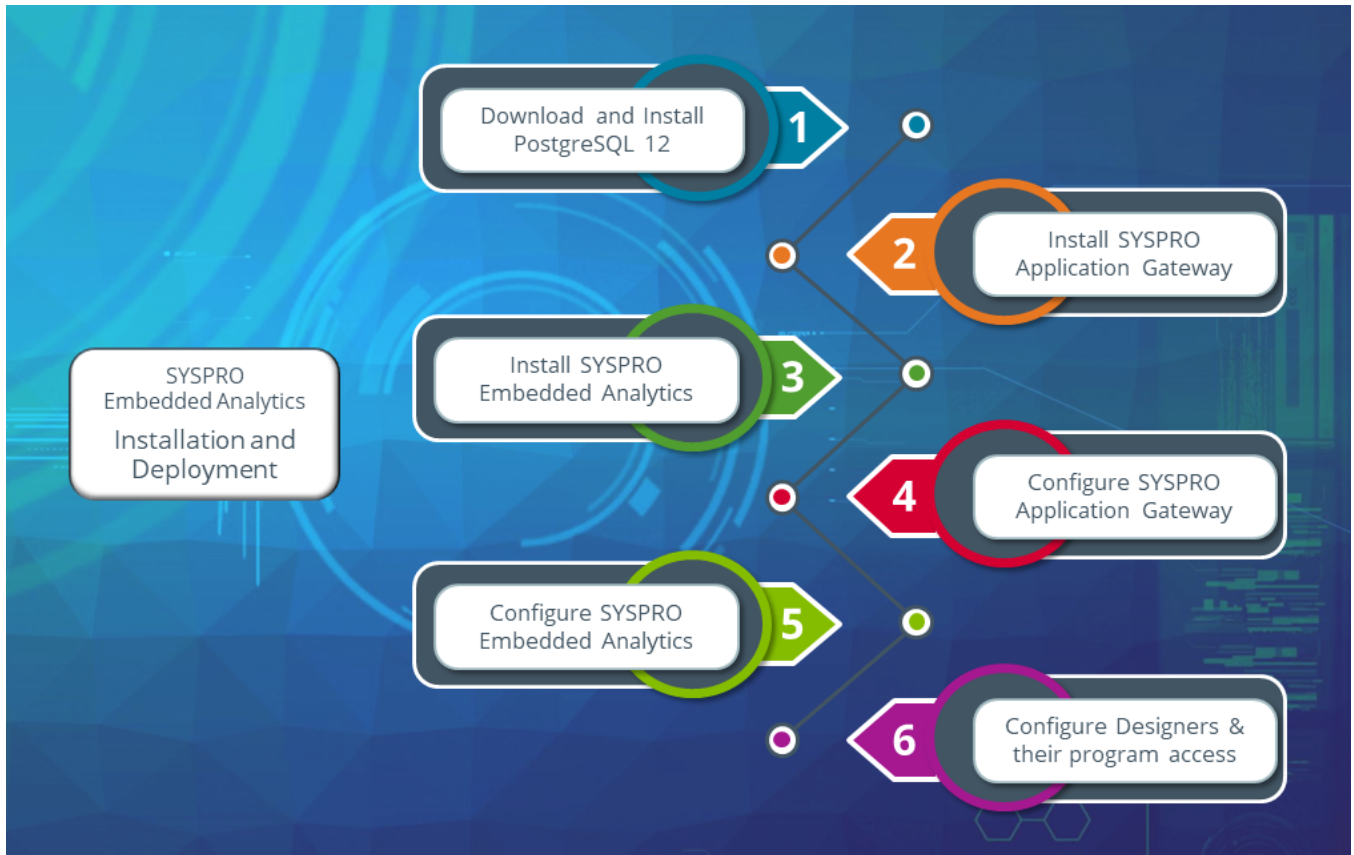 SYSPRO
Embedded Analytics
Installation and
Deployment
Download and Install
PostgreSQL 12
1
2
Install SYSPRO
Application Gateway
Install SYSPRO
Embedded Analytics
3
4
Configure SYSPRO
Application Gateway
Configure SYSPRO
Embedded Analytics
5
6
Configure Designers &
their program access